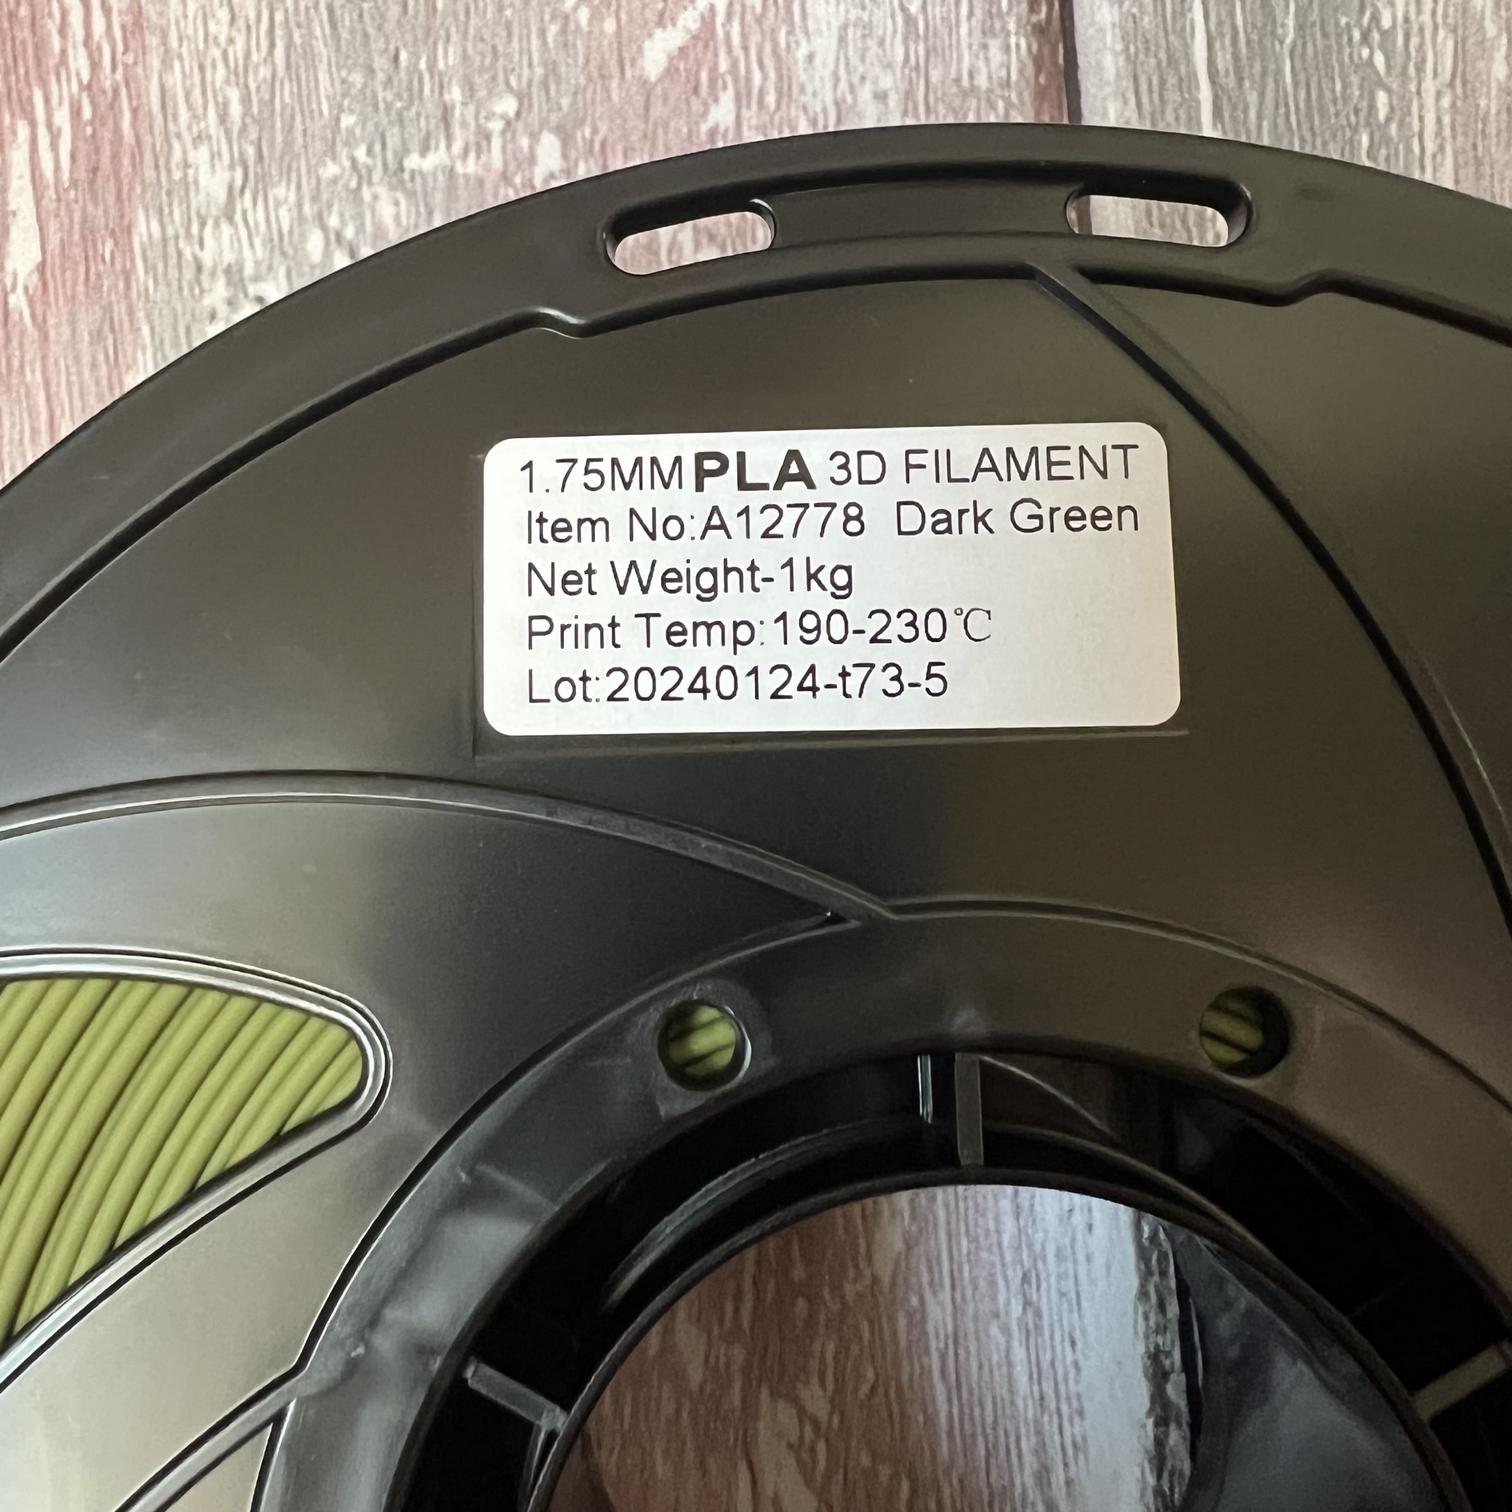 1.75MM PLA 3D FILAMENT
Item No:A12778 Dark Green
Net Weight-1kg
Print Temp:190-230℃
Lot:20240124-t73-5